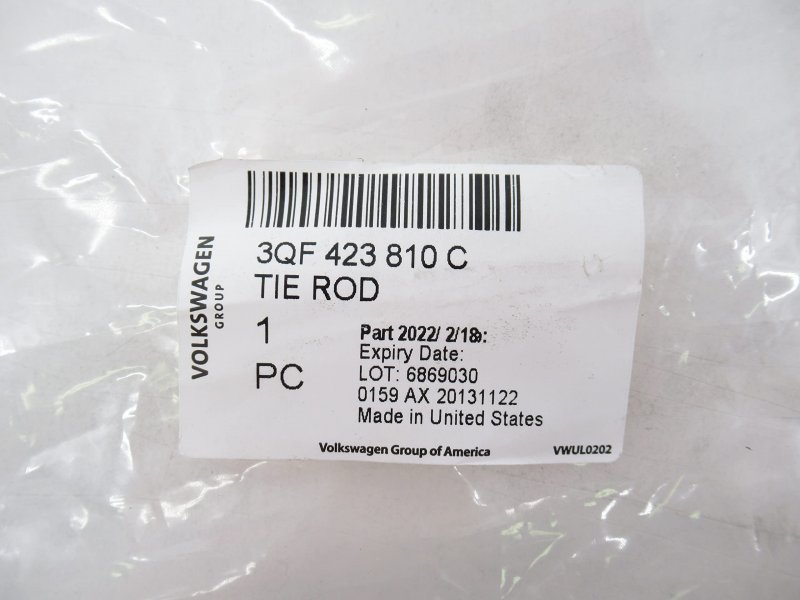 VOLKSWAGEN
GROUP
3QF 423 810 C
TIE ROD
1
PC
Part 2022/ 2/18
Expiry Date:
LOT: 6869030
0159 AX 20131122
Made in United States
Volkswagen Group of America
VWUL0202